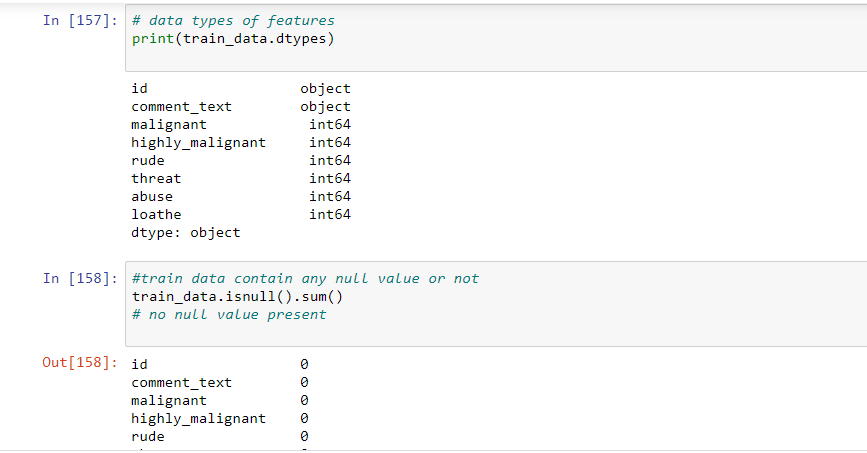 In [157]: # data types of features
print(train_data.dtypes)
id object
comment_text object
malignant int64
highly_malignant int64
rude int64
threat int64
abuse int64
loathe int64
dtype: object
In [158]: #train data contain any null value or not
train_data.isnull().sum()
# no null value present
Out[158]: id 0
comment_text 0
malignant 0
highly_malignant 0
rude 0